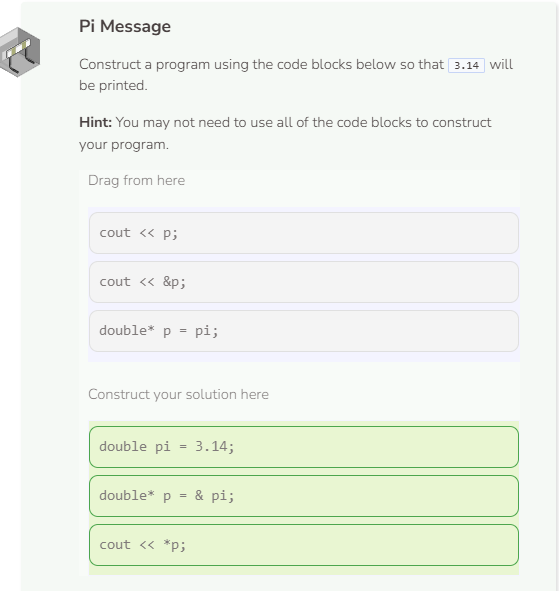 Pi Message
Construct a program using the code blocks below so that 3.14 will
be printed.
Hint: You may not need to use all of the code blocks to construct
your program.
Drag from here
cout << p;
cout << &p;
double* p = pi;
Construct your solution here
double pi = 3.14;
double* p = & pi;
cout << *p;